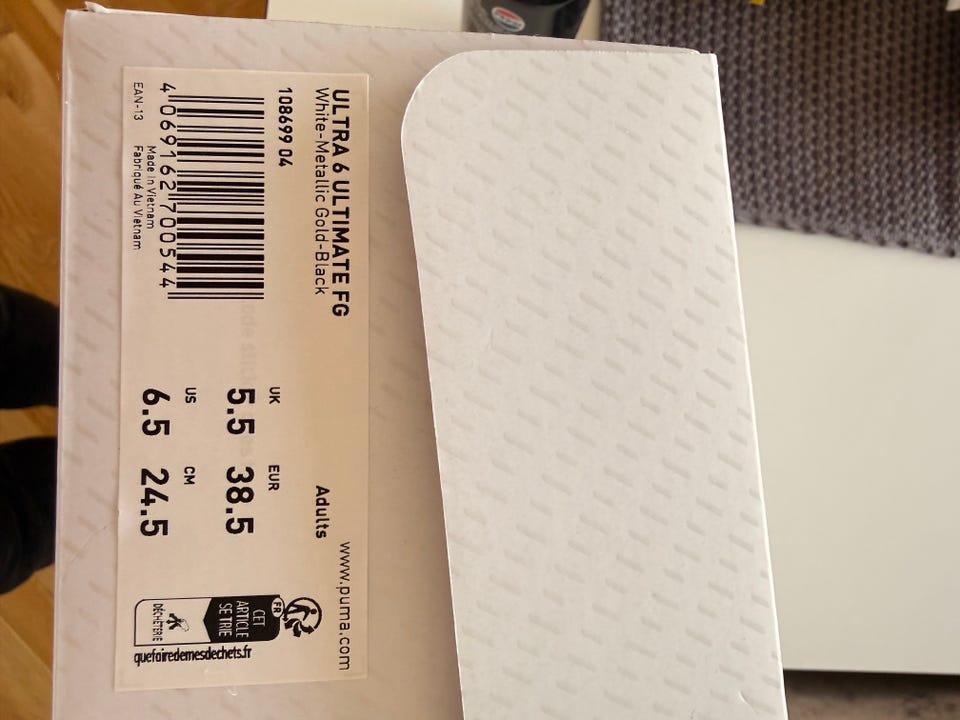 ULTRA 6 ULTIMATE FG
White-Metallic Gold-Black
108699 04
4 069162 700544
EAN-13
Made In Vietnam
Fabriqué Au Vietnam
UK
5.5
EUR
38.5
US
6.5
CM
24.5
Adults
www.puma.com
FR
CET
ARTICLE
SE TRIE
DÉCHÈTERIE
quefairedemesdechets.fr